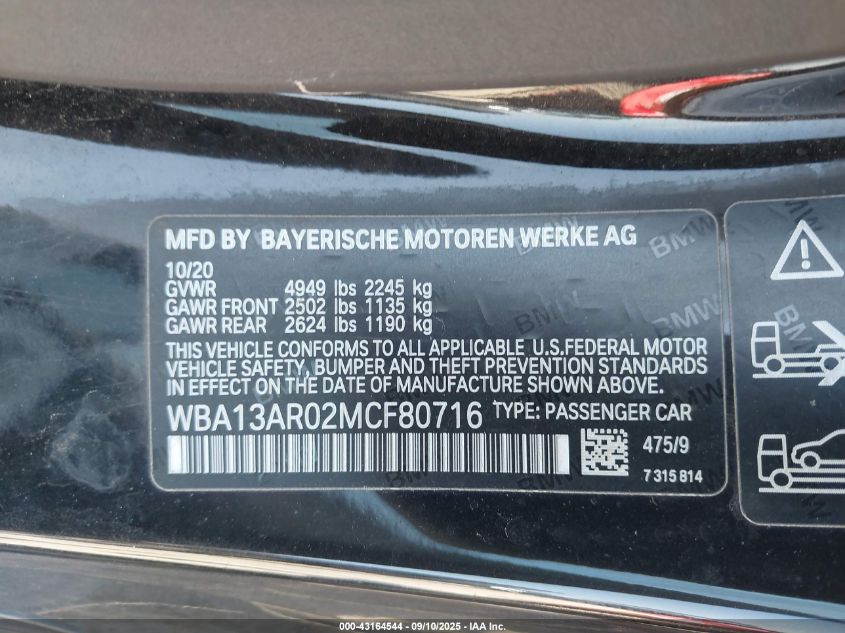 MFD BY BAYERISCHE MOTOREN WERKE AG
10/20
GVWR 4949 lbs 2245 kg
GAWR FRONT 2502 lbs 1135 kg
GAWR REAR 2624 lbs 1190 kg
THIS VEHICLE CONFORMS TO ALL APPLICABLE U.S.FEDERAL MOTOR
VEHICLE SAFETY, BUMPER AND THEFT PREVENTION STANDARDS
IN EFFECT ON THE DATE OF MANUFACTURE SHOWN ABOVE.
WBA13AR02MCF80716 TYPE: PASSENGER CAR
475/9
7 315 814
000-43164544 - 09/10/2025 - IAA Inc.